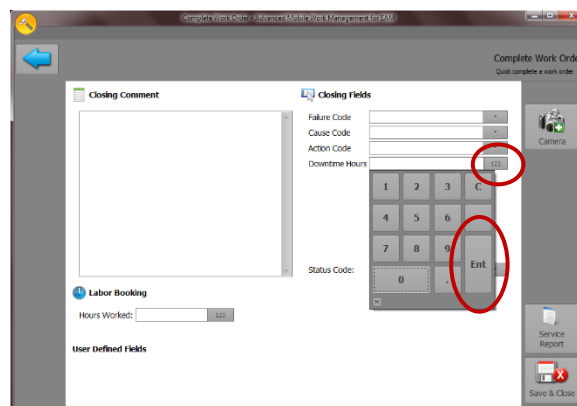 Complete Work Order - Advanced Mobile Work Management for EAM
Complete Work Orde
Quick complete a work order
Closing Comment
Closing Fields
Failure Code
Cause Code
Action Code
Downtime Hours
123
Camera
1 2 3 C
4 5 6
7 8 9 Ent
0 .
Status Code:
Labor Booking
Hours Worked:
123
User Defined Fields
Service
Report
Save & Close